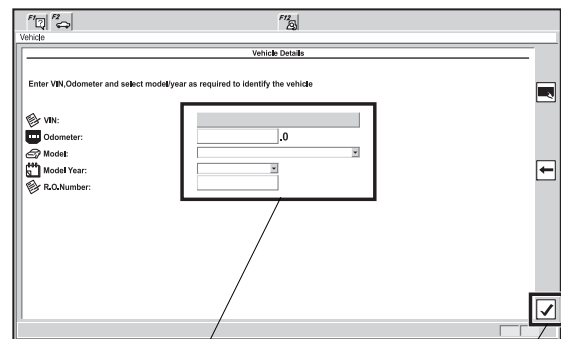 F1 F2 F12
Vehicle
Vehicle Details
Enter VIN,Odometer and select model/year as required to identify the vehicle
VIN:
Odometer: .0
Model:
Model Year:
R.O.Number: